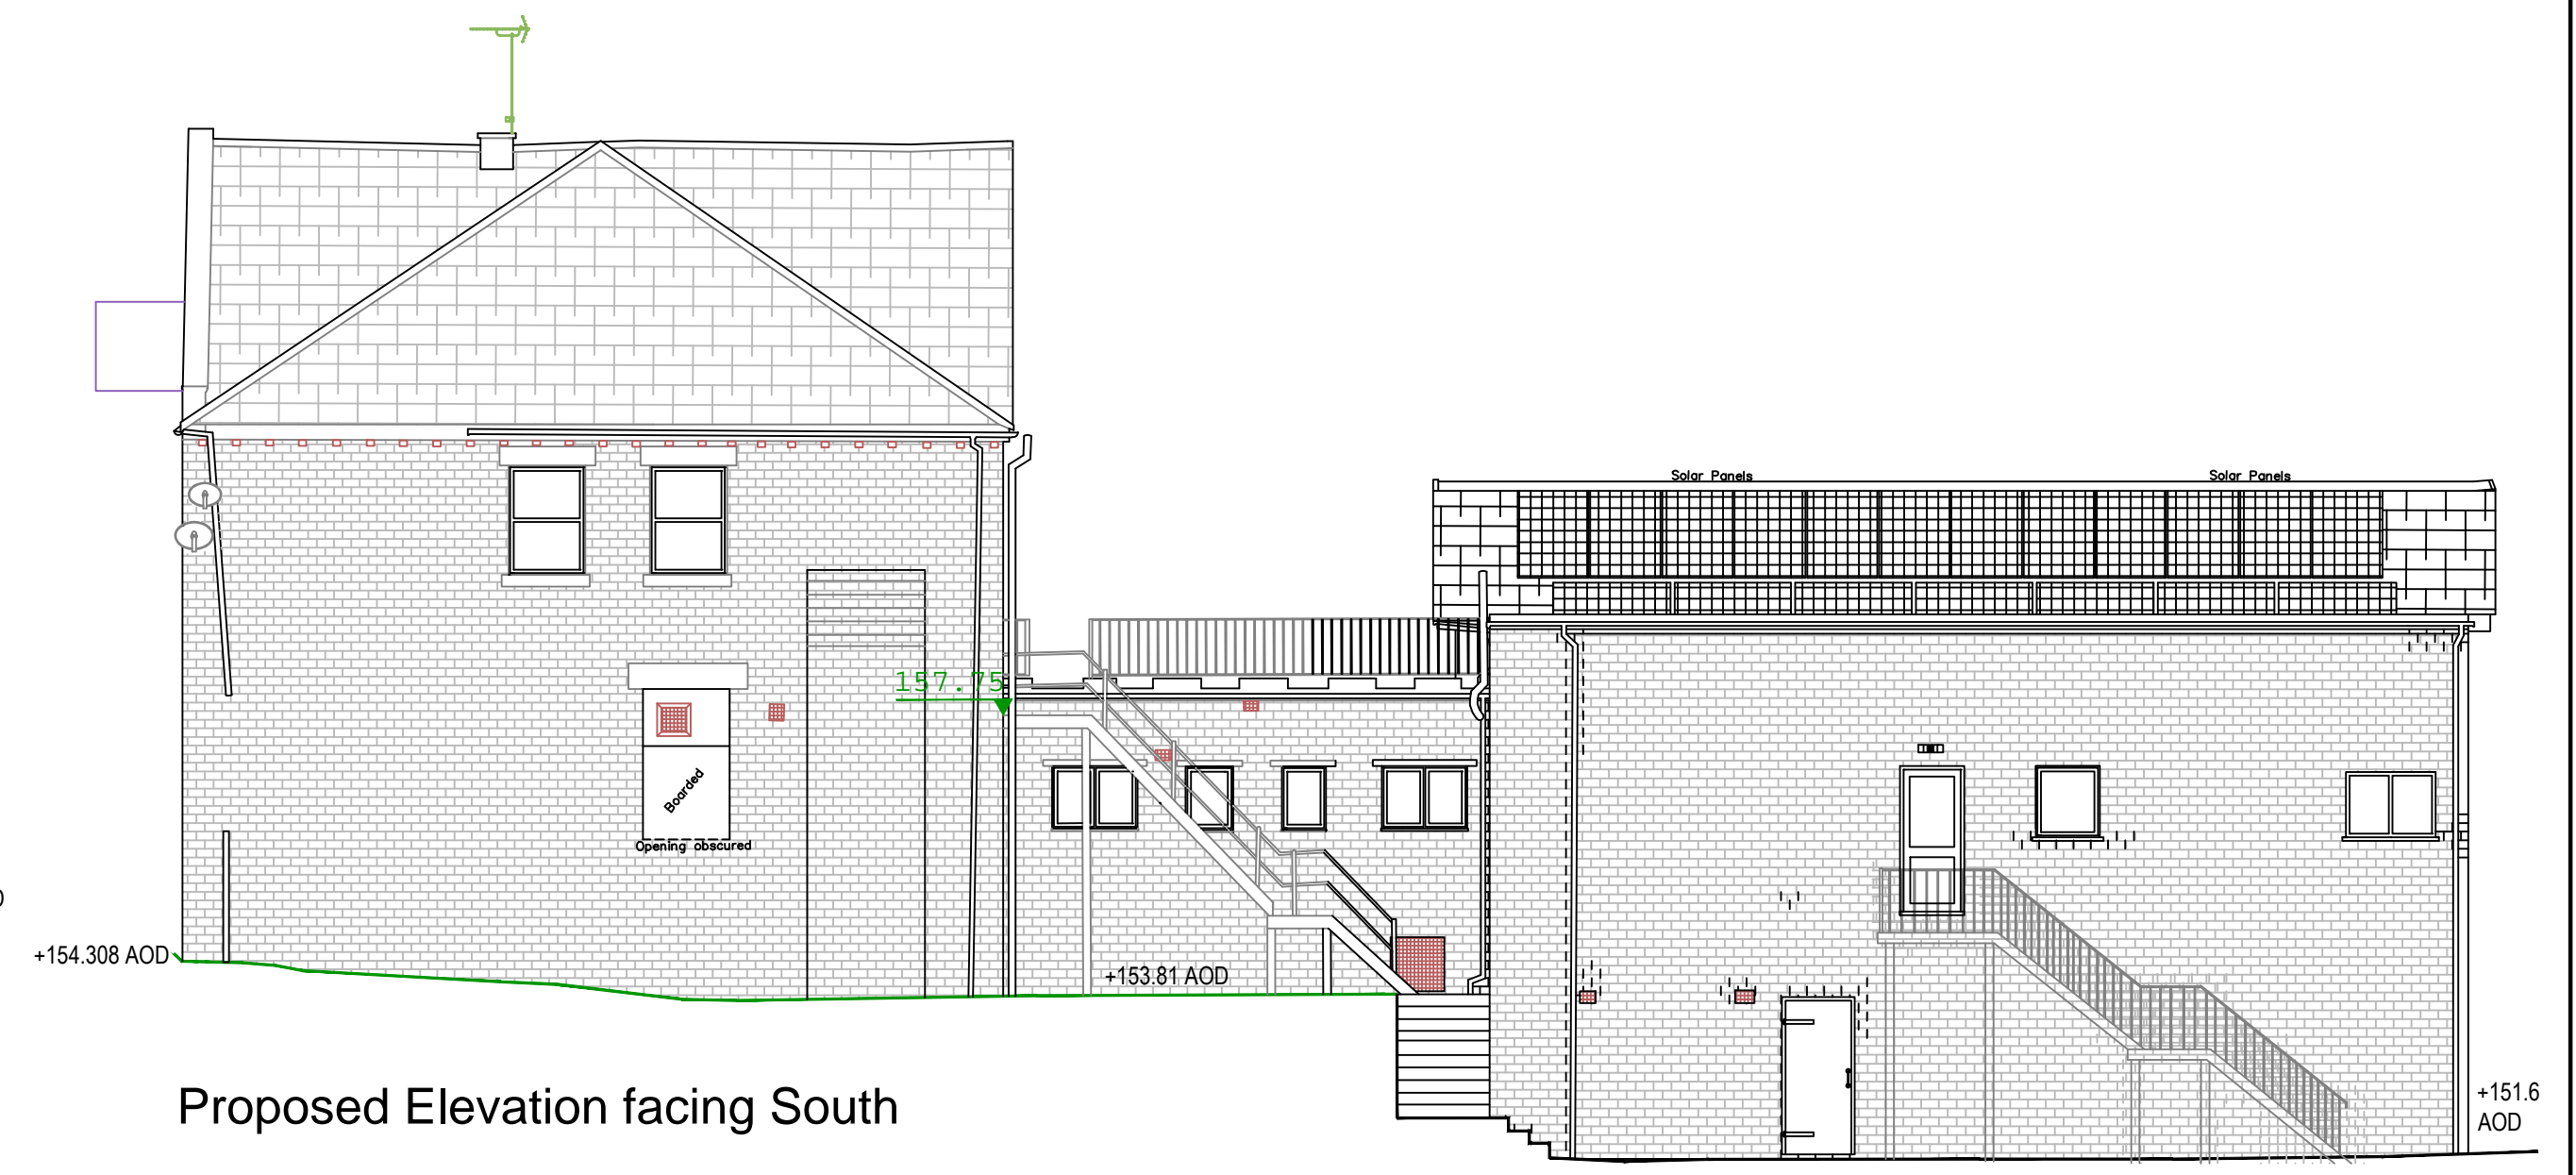 Solar Panels
Solar Panels
157.75
Boarded
Opening obscured
+154.308 AOD
+153.81 AOD
+151.6
AOD
Proposed Elevation facing South